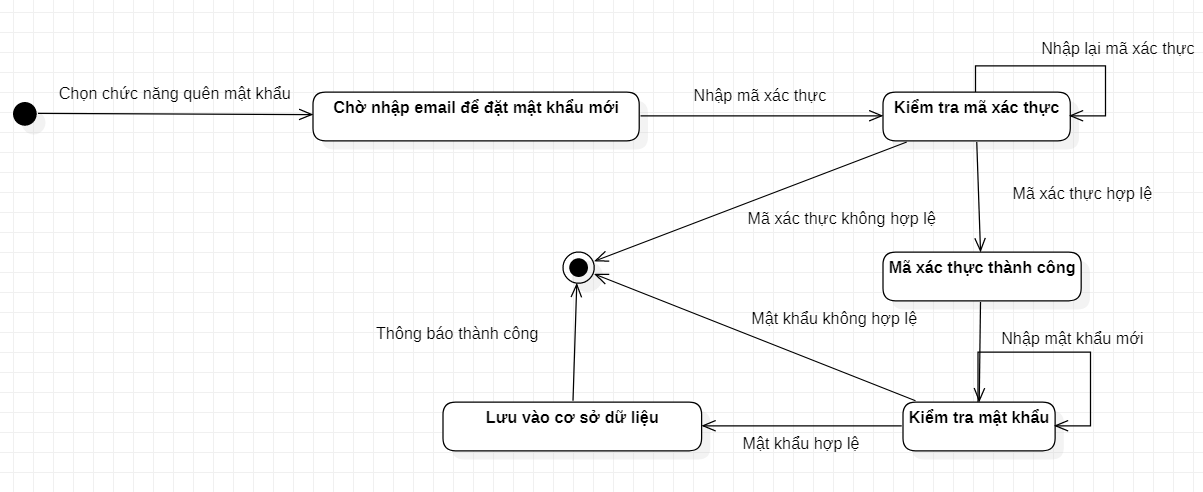 Nhập lại mã xác thực
Chọn chức năng quên mật khẩu
Chờ nhập email để đặt mật khẩu mới
Nhập mã xác thực
Kiểm tra mã xác thực
Mã xác thực hợp lệ
Mã xác thực không hợp lệ
Mã xác thực thành công
Mật khẩu không hợp lệ
Thông báo thành công
Nhập mật khẩu mới
Lưu vào cơ sở dữ liệu
Kiểm tra mật khẩu
Mật khẩu hợp lệ